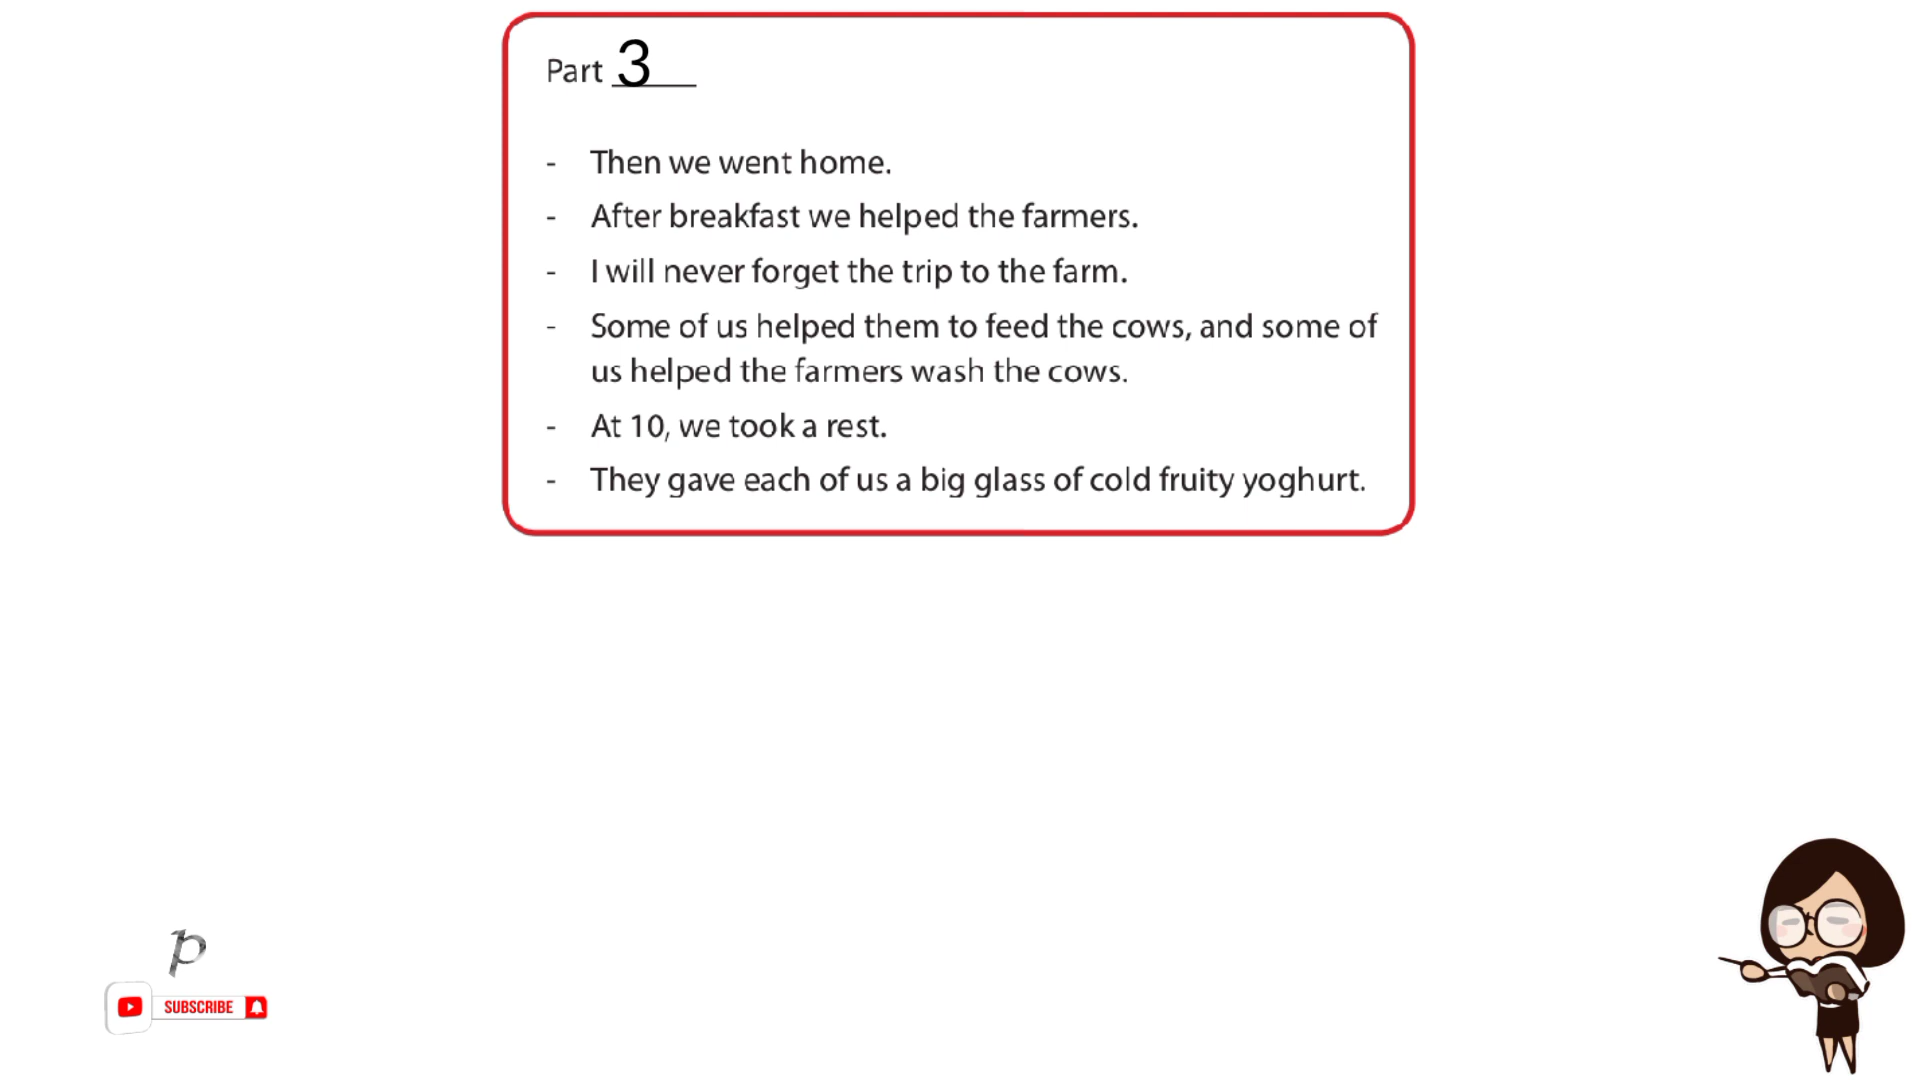 Part 3
- Then we went home.
- After breakfast we helped the farmers.
- I will never forget the trip to the farm.
- Some of us helped them to feed the cows, and some of
us helped the farmers wash the cows.
- At 10, we took a rest.
- They gave each of us a big glass of cold fruity yoghurt.
p
SUBSCRIBE